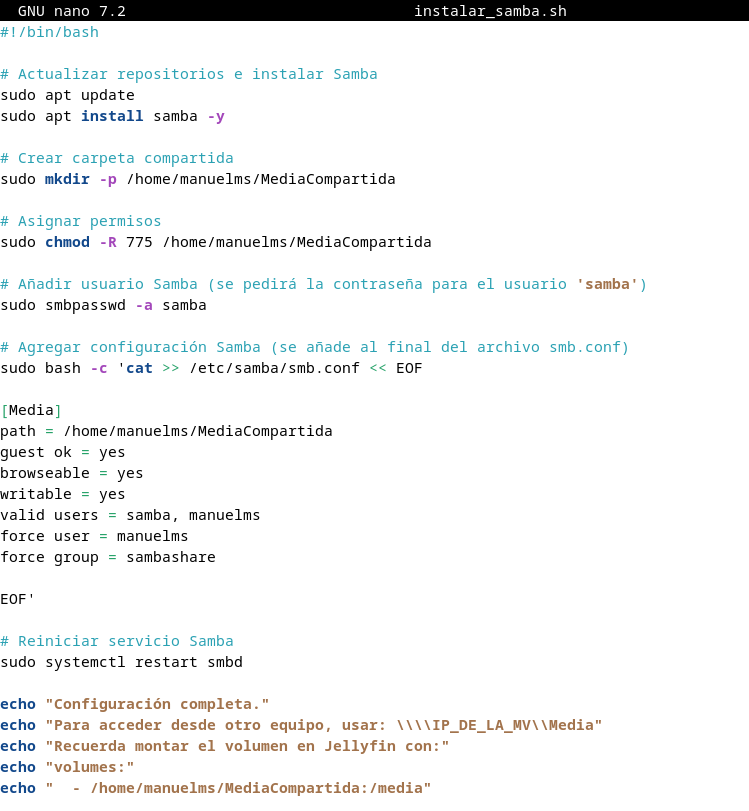 GNU nano 7.2 instalar_samba.sh
#!/bin/bash
# Actualizar repositorios e instalar Samba
sudo apt update
sudo apt install samba -y
# Crear carpeta compartida
sudo mkdir -p /home/manuelms/MediaCompartida
# Asignar permisos
sudo chmod -R 775 /home/manuelms/MediaCompartida
# Añadir usuario Samba (se pedirá la contraseña para el usuario 'samba')
sudo smbpasswd -a samba
# Agregar configuración Samba (se añade al final del archivo smb.conf)
sudo bash -c 'cat >> /etc/samba/smb.conf << EOF
[Media]
path = /home/manuelms/MediaCompartida
guest ok = yes
browseable = yes
writable = yes
valid users = samba, manuelms
force user = manuelms
force group = sambashare
EOF'
# Reiniciar servicio Samba
sudo systemctl restart smbd
echo "Configuración completa."
echo "Para acceder desde otro equipo, usar: \\\\IP_DE_LA_MV\\Media"
echo "Recuerda montar el volumen en Jellyfin con:"
echo "volumes:"
echo "  - /home/manuelms/MediaCompartida:/media"